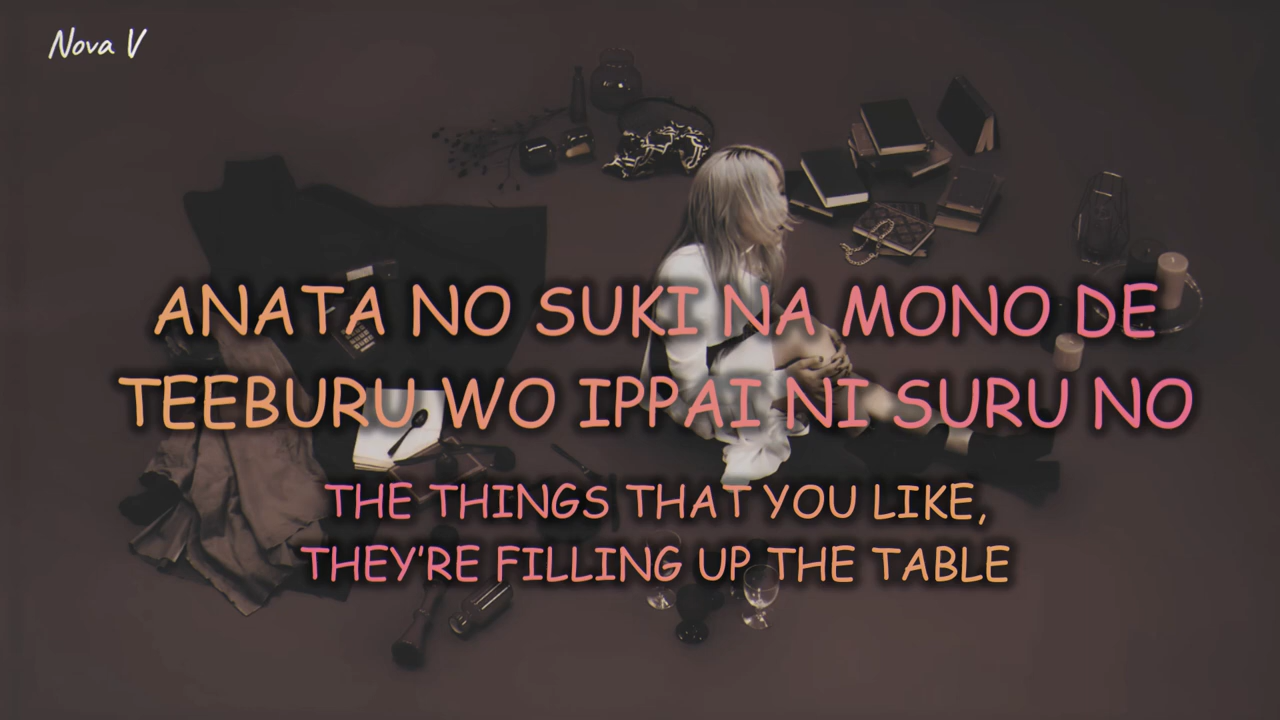 Nova V
ANATA NO SUKI NA MONO DE
TEEBURU WO IPPAI NI SURU NO
THE THINGS THAT YOU LIKE,
THEY'RE FILLING UP THE TABLE